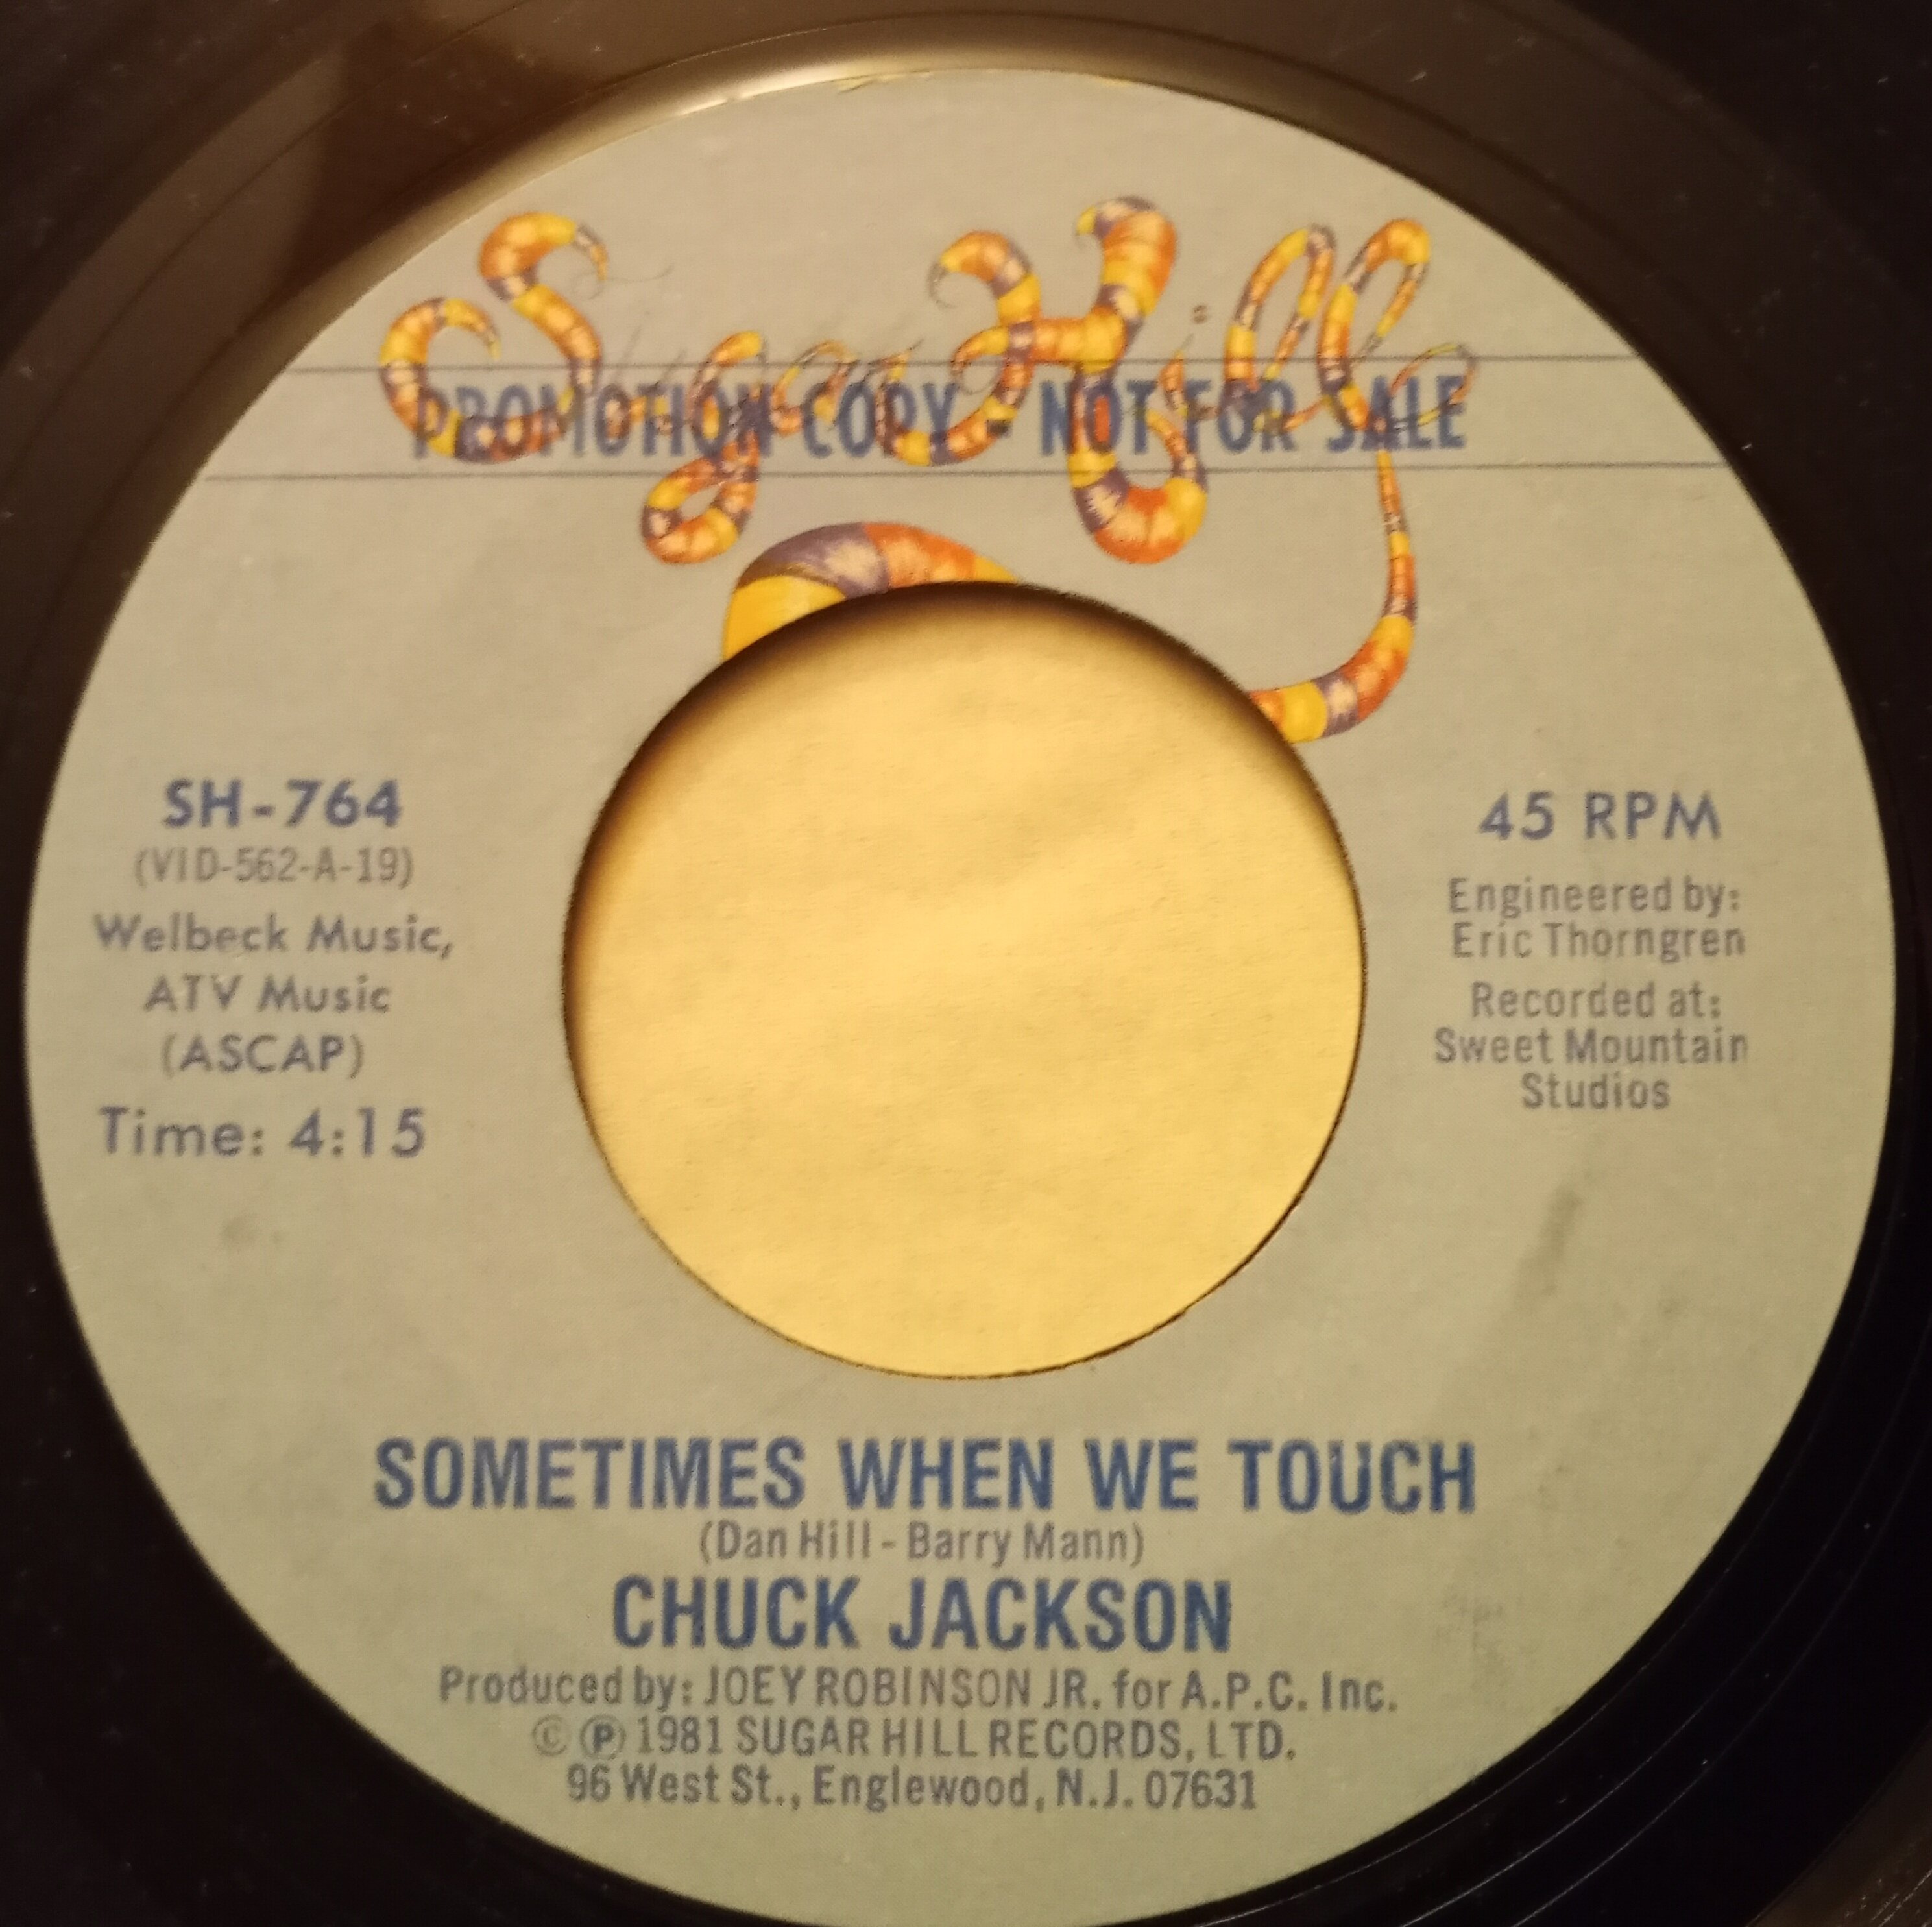 Sugar Hill
PROMOTION COPY - NOT FOR SALE
SH-764
(VID-562-A-19)
Welbeck Music,
ATV Music
(ASCAP)
Time: 4:15
45 RPM
Engineered by:
Eric Thorngren
Recorded at:
Sweet Mountain
Studios
SOMETIMES WHEN WE TOUCH
(Dan Hill - Barry Mann)
CHUCK JACKSON
Produced by: JOEY ROBINSON JR. for A.P.C. Inc.
© ℗ 1981 SUGAR HILL RECORDS, LTD.
96 West St., Englewood, N.J. 07631